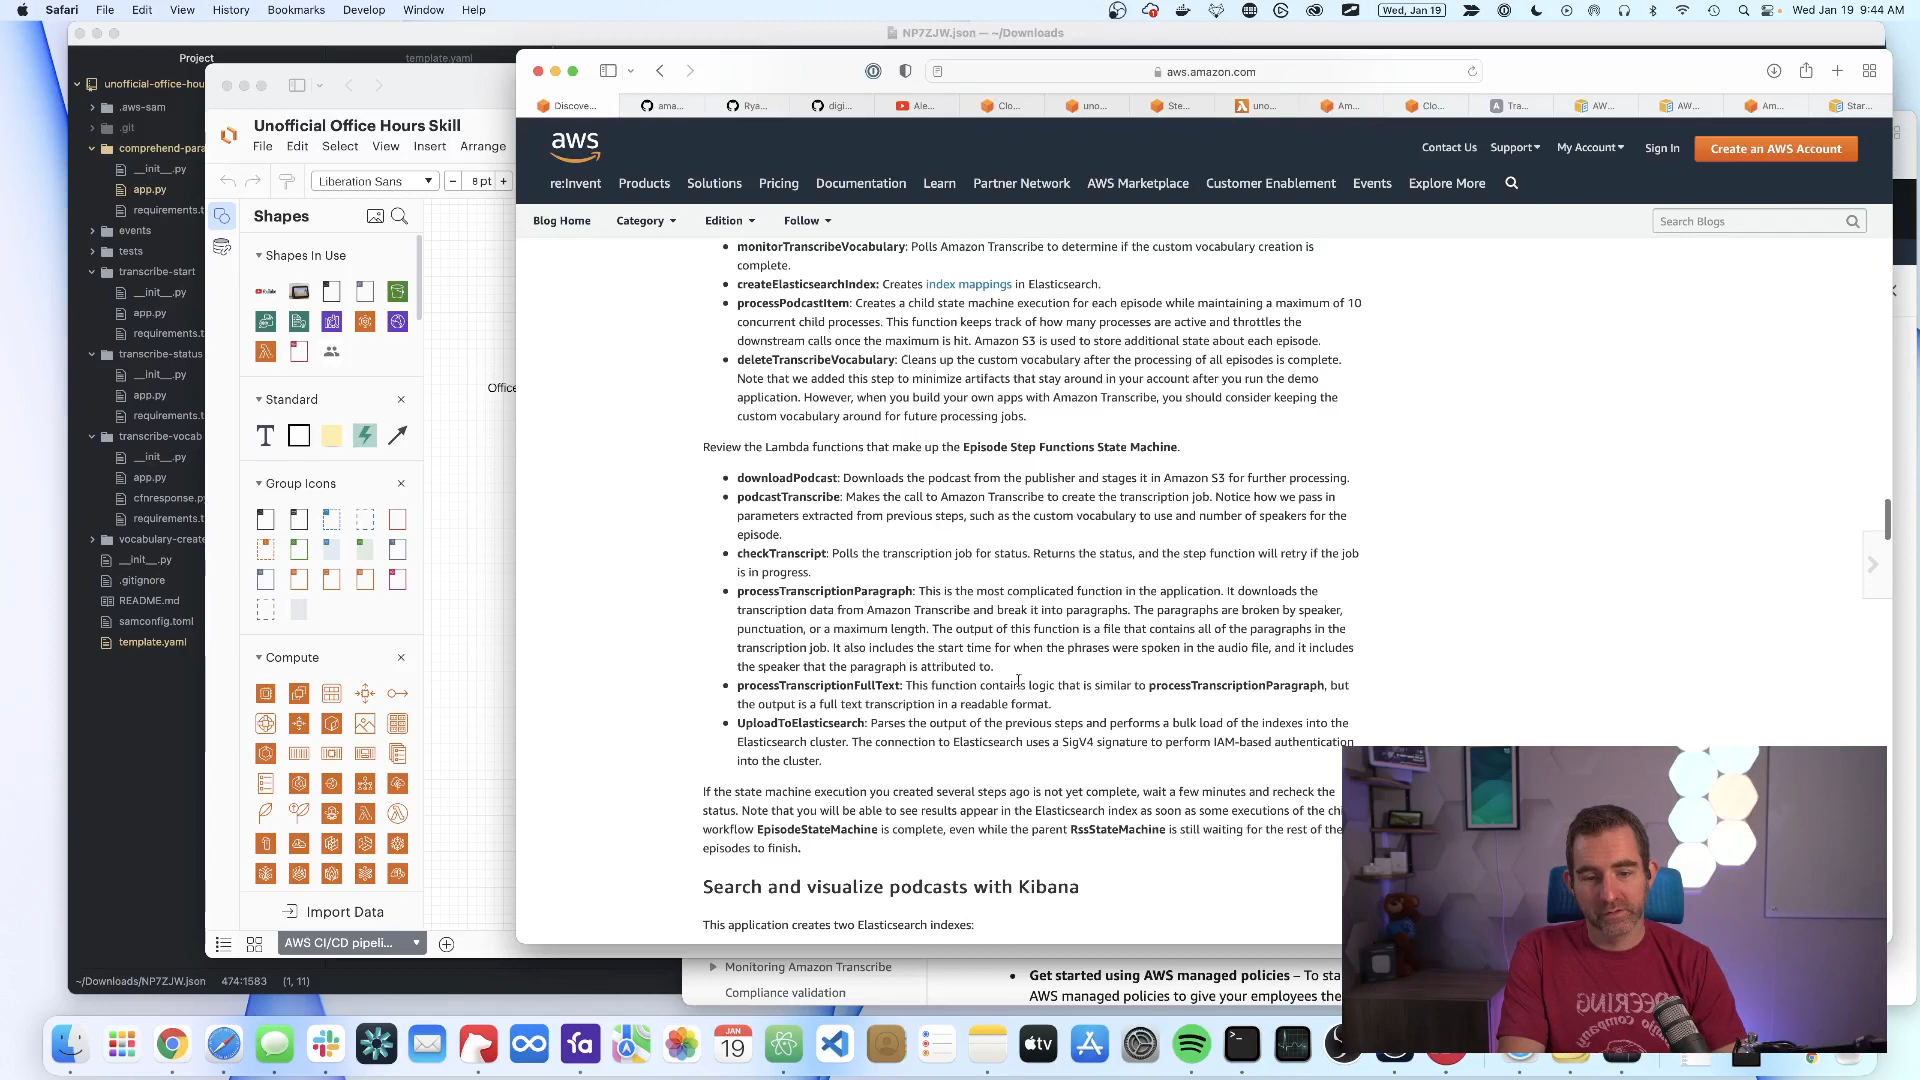 Safari File Edit View History Bookmarks Develop Window Help Wed, Jan 19 Wed Jan 19 9:44 AM
NP7ZJW.json — ~/Downloads
Project template.yaml
unofficial-office-hou
.aws-sam
.git
comprehend-para
__init__.py
app.py
requirements.t
events
tests
transcribe-start
__init__.py
app.py
requirements.t
transcribe-status
__init__.py
app.py
requirements.t
transcribe-vocab
__init__.py
app.py
cfnresponse.py
requirements.t
vocabulary-create
__init__.py
.gitignore
README.md
samconfig.toml
template.yaml
~/Downloads/NP7ZJW.json 474:1583 (1, 11)
Unofficial Office Hours Skill
File Edit Select View Insert Arrange
Liberation Sans 8 pt
Shapes
Shapes In Use
YouTube
Standard
T
Group Icons
Compute
Import Data
AWS CI/CD pipeli...
Office
aws.amazon.com
Discove... ama... Rya... digi... Ale... Clo... uno... Ste... uno... Am... Clo... Tra... AW... AW... Am... Star...
aws
Contact Us Support My Account Sign In Create an AWS Account
re:Invent Products Solutions Pricing Documentation Learn Partner Network AWS Marketplace Customer Enablement Events Explore More
Blog Home Category Edition Follow Search Blogs
monitorTranscribeVocabulary: Polls Amazon Transcribe to determine if the custom vocabulary creation is
complete.
createElasticsearchIndex: Creates index mappings in Elasticsearch.
processPodcastItem: Creates a child state machine execution for each episode while maintaining a maximum of 10
concurrent child processes. This function keeps track of how many processes are active and throttles the
downstream calls once the maximum is hit. Amazon S3 is used to store additional state about each episode.
deleteTranscribeVocabulary: Cleans up the custom vocabulary after the processing of all episodes is complete.
Note that we added this step to minimize artifacts that stay around in your account after you run the demo
application. However, when you build your own apps with Amazon Transcribe, you should consider keeping the
custom vocabulary around for future processing jobs.
Review the Lambda functions that make up the Episode Step Functions State Machine.
downloadPodcast: Downloads the podcast from the publisher and stages it in Amazon S3 for further processing.
podcastTranscribe: Makes the call to Amazon Transcribe to create the transcription job. Notice how we pass in
parameters extracted from previous steps, such as the custom vocabulary to use and number of speakers for the
episode.
checkTranscript: Polls the transcription job for status. Returns the status, and the step function will retry if the job
is in progress.
processTranscriptionParagraph: This is the most complicated function in the application. It downloads the
transcription data from Amazon Transcribe and break it into paragraphs. The paragraphs are broken by speaker,
punctuation, or a maximum length. The output of this function is a file that contains all of the paragraphs in the
transcription job. It also includes the start time for when the phrases were spoken in the audio file, and it includes
the speaker that the paragraph is attributed to.
processTranscriptionFullText: This function contains logic that is similar to processTranscriptionParagraph, but
the output is a full text transcription in a readable format.
UploadToElasticsearch: Parses the output of the previous steps and performs a bulk load of the indexes into the
Elasticsearch cluster. The connection to Elasticsearch uses a SigV4 signature to perform IAM-based authentication
into the cluster.
If the state machine execution you created several steps ago is not yet complete, wait a few minutes and recheck the
status. Note that you will be able to see results appear in the Elasticsearch index as soon as some executions of the chi
workflow EpisodeStateMachine is complete, even while the parent RssStateMachine is still waiting for the rest of the
episodes to finish.
Search and visualize podcasts with Kibana
This application creates two Elasticsearch indexes:
Monitoring Amazon Transcribe
Compliance validation
Get started using AWS managed policies – To sta
AWS managed policies to give your employees the
JAN
19
fa
tv